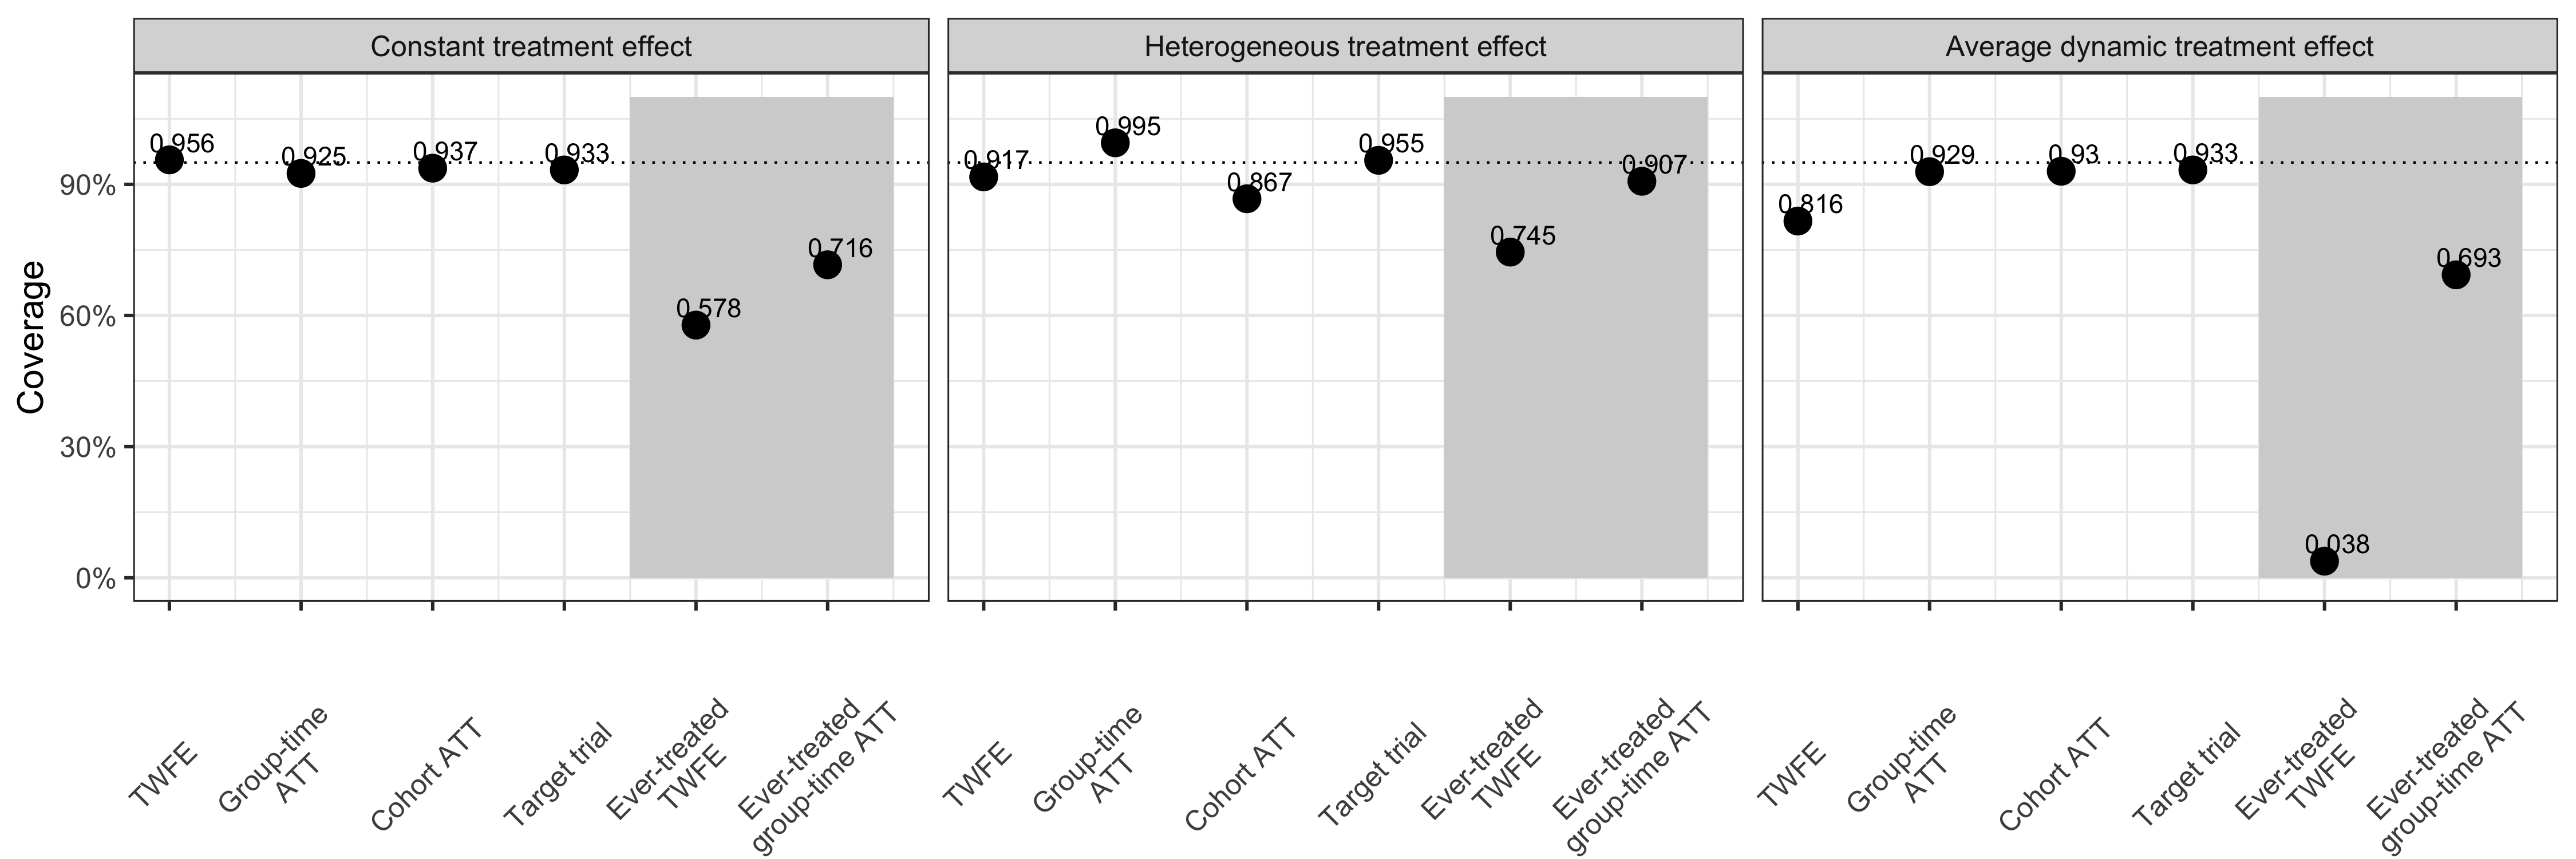 Constant treatment effect
Heterogeneous treatment effect
Average dynamic treatment effect
Coverage
90%
60%
30%
0%
0.956
0.925
0.937
0.933
0.578
0.716
0.917
0.995
0.867
0.955
0.745
0.907
0.816
0.929
0.93
0.933
0.038
0.693
TWFE
Group-time
ATT
Cohort ATT
Target trial
Ever-treated
TWFE
Ever-treated
group-time ATT
TWFE
Group-time
ATT
Cohort ATT
Target trial
Ever-treated
TWFE
Ever-treated
group-time ATT
TWFE
Group-time
ATT
Cohort ATT
Target trial
Ever-treated
TWFE
Ever-treated
group-time ATT